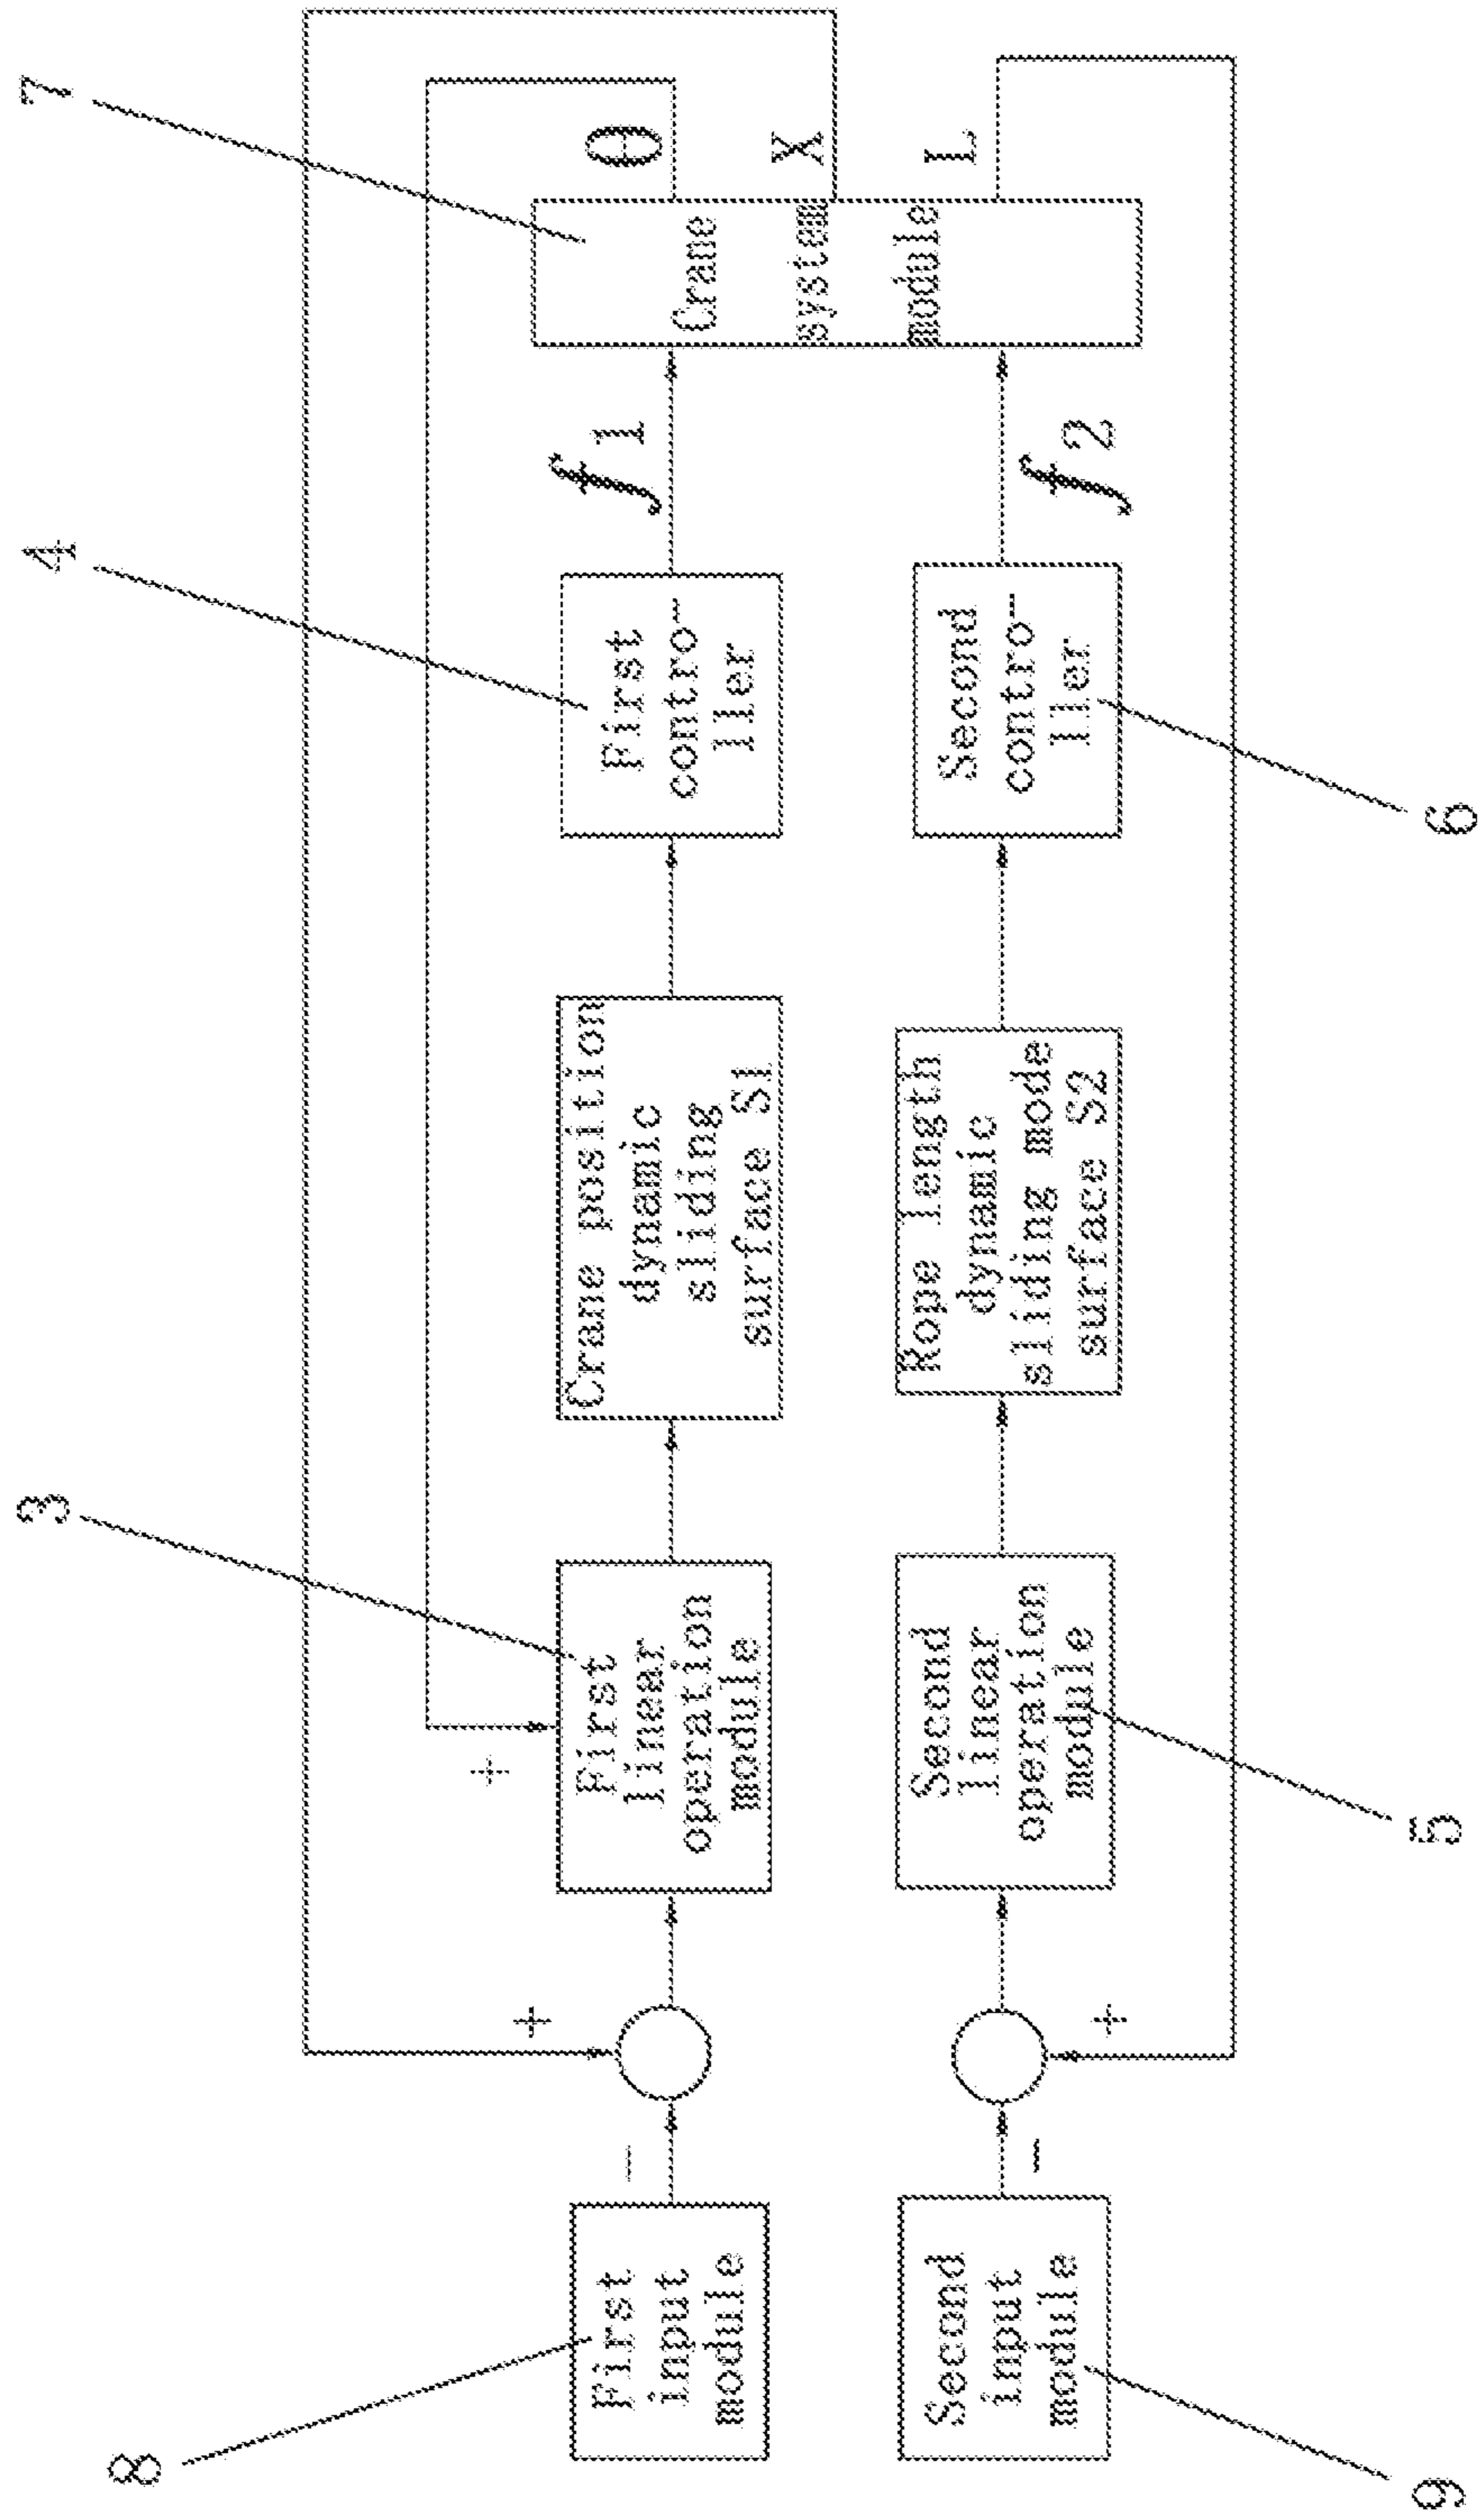 8
3
4
7
First
input
module
−
+
+
First
linear
operation
module
Crane position
dynamic
sliding
surface S1
First
contro-
ller
f1
Crane
system
module
θ
X
L
Second
input
module
−
+
Second
linear
operation
module
Rope length
dynamic
sliding mode
surface S2
Second
contro-
ller
f2
9
5
6